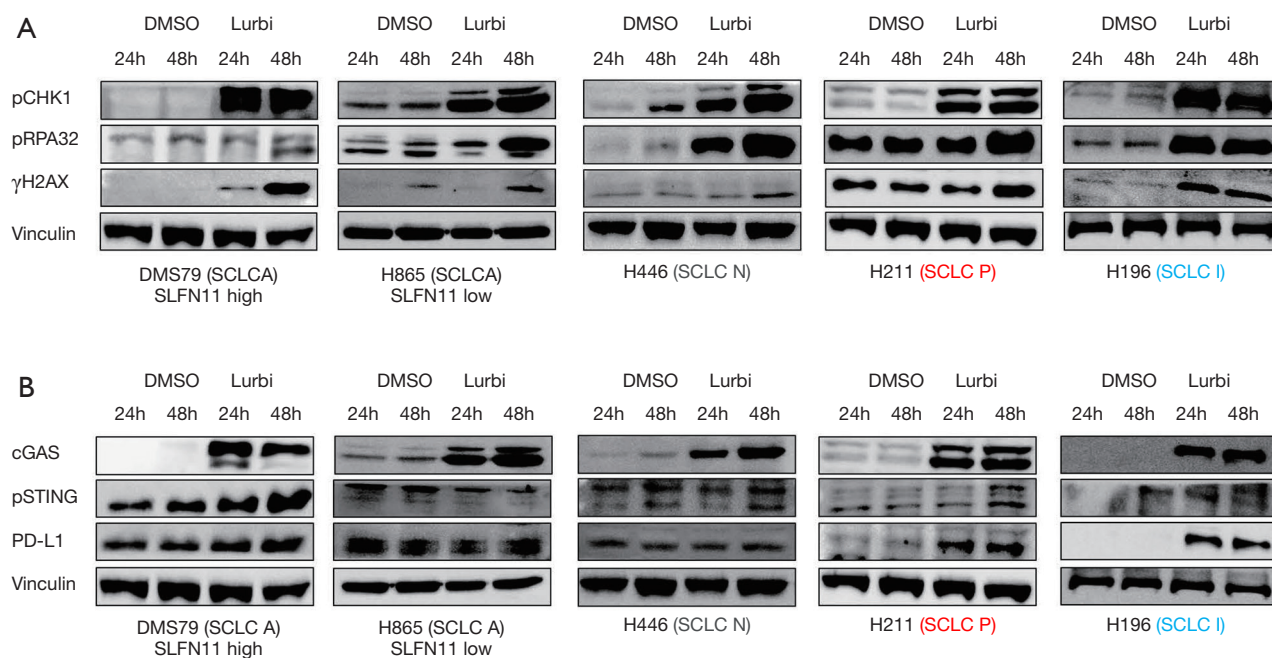 A
DMSO Lurbi DMSO Lurbi DMSO Lurbi DMSO Lurbi DMSO Lurbi
24h 48h 24h 48h 24h 48h 24h 48h 24h 48h 24h 48h 24h 48h 24h 48h 24h 48h 24h 48h
pCHK1
pRPA32
γH2AX
Vinculin
DMS79 (SCLCA) H865 (SCLCA) H446 (SCLC N) H211 (SCLC P) H196 (SCLC I)
SLFN11 high SLFN11 low
B
DMSO Lurbi DMSO Lurbi DMSO Lurbi DMSO Lurbi DMSO Lurbi
24h 48h 24h 48h 24h 48h 24h 48h 24h 48h 24h 48h 24h 48h 24h 48h 24h 48h 24h 48h
cGAS
pSTING
PD-L1
Vinculin
DMS79 (SCLC A) H865 (SCLC A) H446 (SCLC N) H211 (SCLC P) H196 (SCLC I)
SLFN11 high SLFN11 low